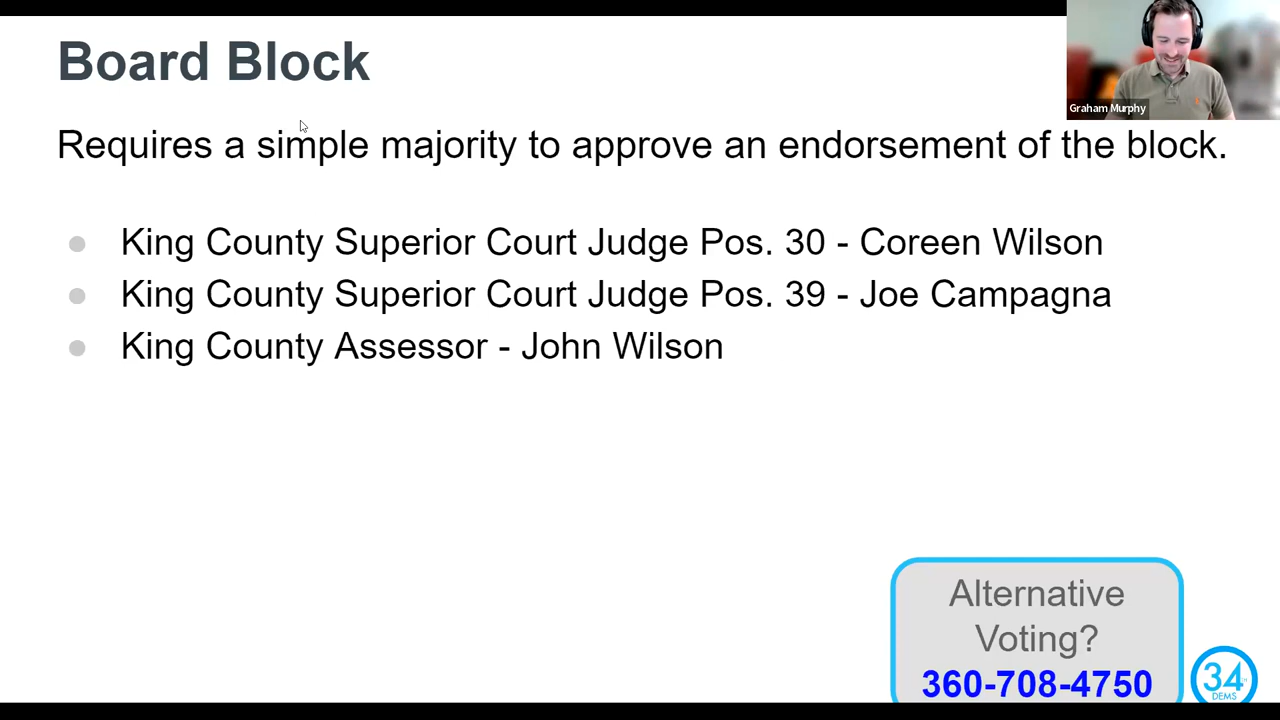 Board Block
Graham Murphy
Requires a simple majority to approve an endorsement of the block.
King County Superior Court Judge Pos. 30 - Coreen Wilson
King County Superior Court Judge Pos. 39 - Joe Campagna
King County Assessor - John Wilson
Alternative
Voting?
360-708-4750
34TH
DEMS